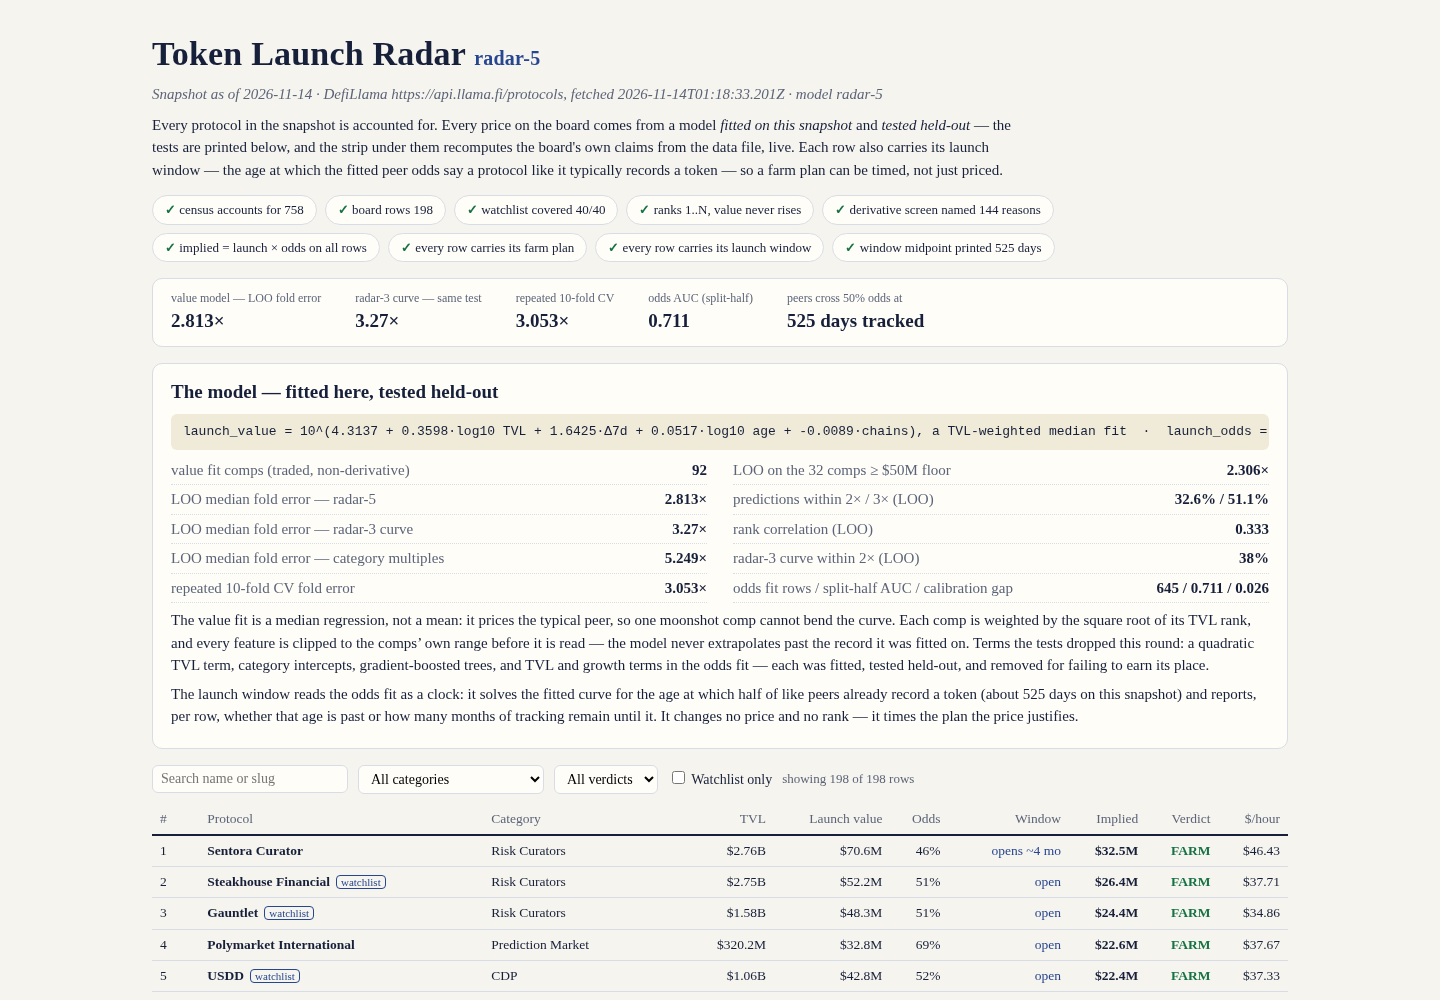 Token Launch Radar radar-5
Snapshot as of 2026-11-14 · DefiLlama https://api.llama.fi/protocols, fetched 2026-11-14T01:18:33.201Z · model radar-5
Every protocol in the snapshot is accounted for. Every price on the board comes from a model fitted on this snapshot and tested held-out — the
tests are printed below, and the strip under them recomputes the board's own claims from the data file, live. Each row also carries its launch
window — the age at which the fitted peer odds say a protocol like it typically records a token — so a farm plan can be timed, not just priced.
✓ census accounts for 758 ✓ board rows 198 ✓ watchlist covered 40/40 ✓ ranks 1..N, value never rises ✓ derivative screen named 144 reasons
✓ implied = launch × odds on all rows ✓ every row carries its farm plan ✓ every row carries its launch window ✓ window midpoint printed 525 days
value model — LOO fold error radar-3 curve — same test repeated 10-fold CV odds AUC (split-half) peers cross 50% odds at
2.813× 3.27× 3.053× 0.711 525 days tracked
The model — fitted here, tested held-out
launch_value = 10^(4.3137 + 0.3598·log10 TVL + 1.6425·Δ7d + 0.0517·log10 age + -0.0089·chains), a TVL-weighted median fit · launch_odds =
value fit comps (traded, non-derivative) 92 LOO on the 32 comps ≥ $50M floor 2.306×
LOO median fold error — radar-5 2.813× predictions within 2× / 3× (LOO) 32.6% / 51.1%
LOO median fold error — radar-3 curve 3.27× rank correlation (LOO) 0.333
LOO median fold error — category multiples 5.249× radar-3 curve within 2× (LOO) 38%
repeated 10-fold CV fold error 3.053× odds fit rows / split-half AUC / calibration gap 645 / 0.711 / 0.026
The value fit is a median regression, not a mean: it prices the typical peer, so one moonshot comp cannot bend the curve. Each comp is weighted by the square root of its TVL rank,
and every feature is clipped to the comps’ own range before it is read — the model never extrapolates past the record it was fitted on. Terms the tests dropped this round: a quadratic
TVL term, category intercepts, gradient-boosted trees, and TVL and growth terms in the odds fit — each was fitted, tested held-out, and removed for failing to earn its place.
The launch window reads the odds fit as a clock: it solves the fitted curve for the age at which half of like peers already record a token (about 525 days on this snapshot) and reports,
per row, whether that age is past or how many months of tracking remain until it. It changes no price and no rank — it times the plan the price justifies.
Search name or slug All categories All verdicts Watchlist only showing 198 of 198 rows
# Protocol Category TVL Launch value Odds Window Implied Verdict $/hour
1 Sentora Curator Risk Curators $2.76B $70.6M 46% opens ~4 mo $32.5M FARM $46.43
2 Steakhouse Financial watchlist Risk Curators $2.75B $52.2M 51% open $26.4M FARM $37.71
3 Gauntlet watchlist Risk Curators $1.58B $48.3M 51% open $24.4M FARM $34.86
4 Polymarket International Prediction Market $320.2M $32.8M 69% open $22.6M FARM $37.67
5 USDD watchlist CDP $1.06B $42.8M 52% open $22.4M FARM $37.33